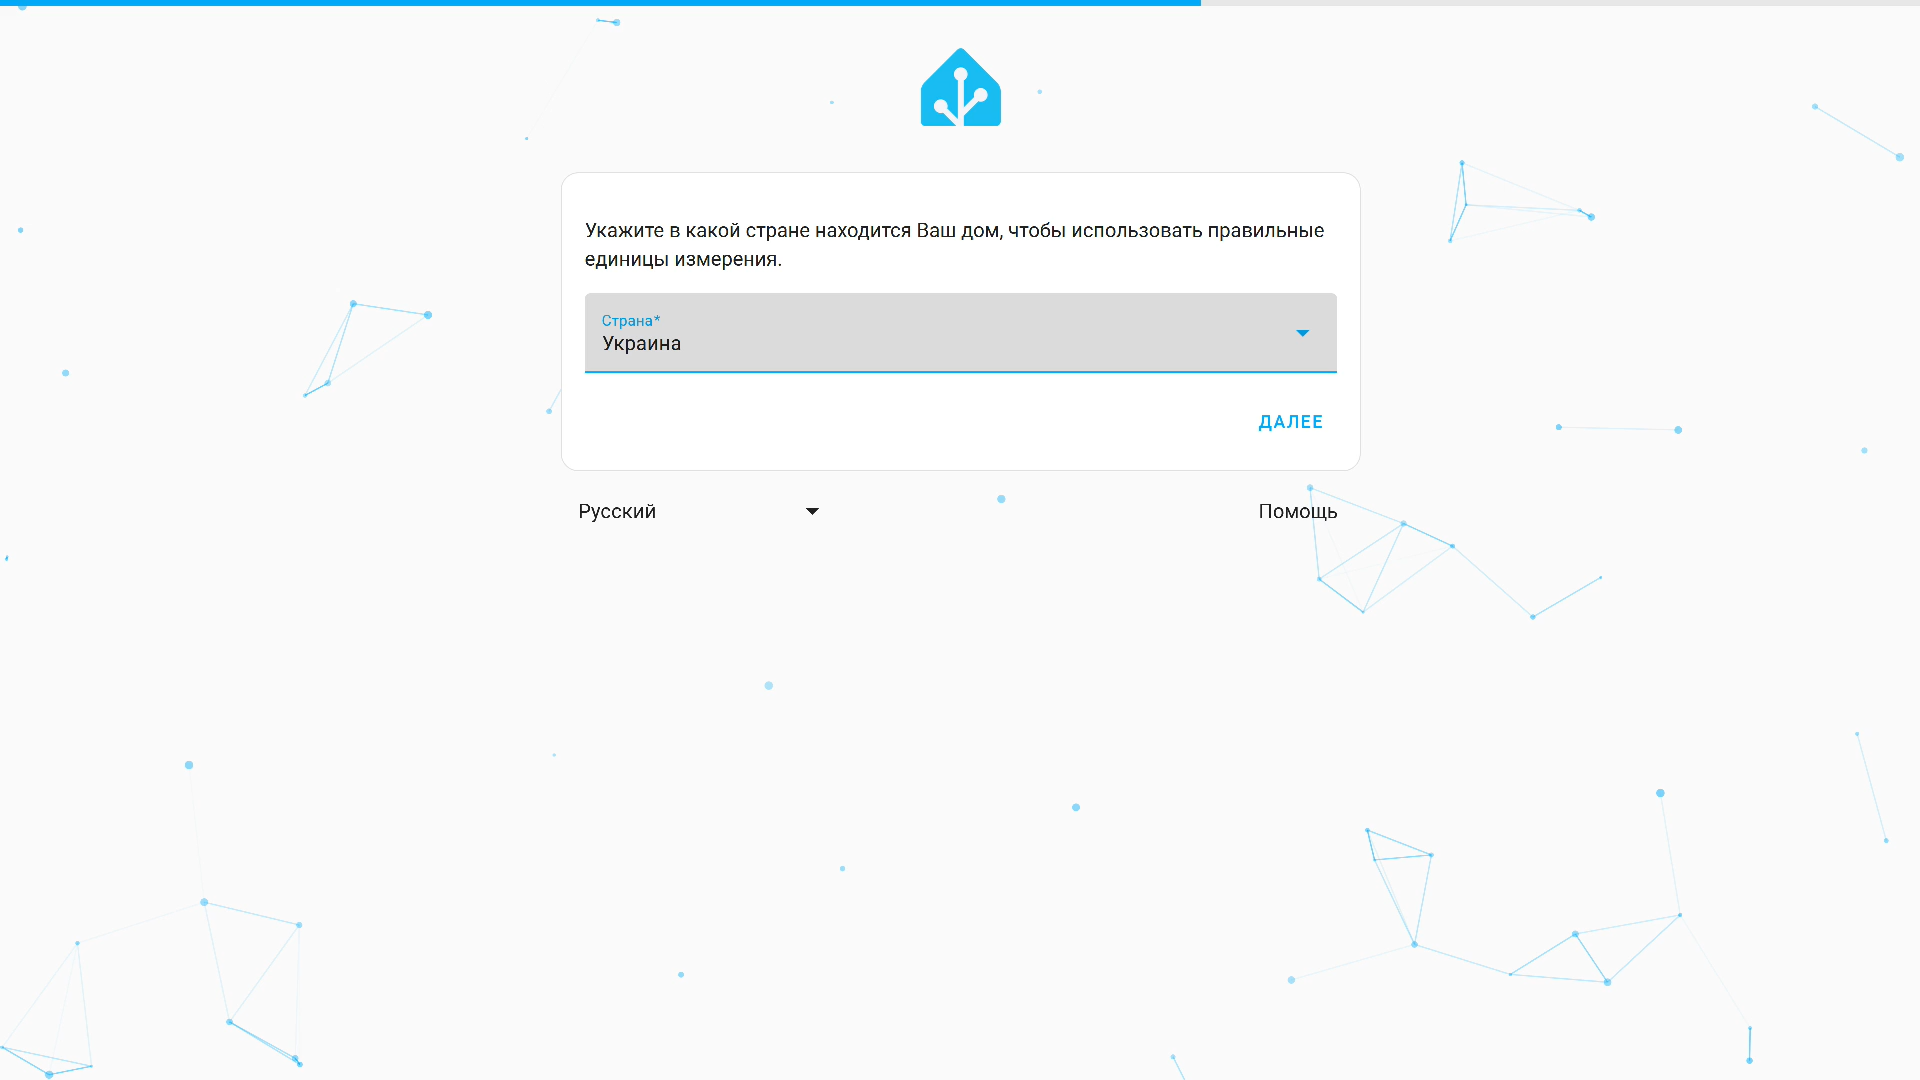 Укажите в какой стране находится Ваш дом, чтобы использовать правильные
единицы измерения.
Страна*
Украина
ДАЛЕЕ
Русский
Помощь